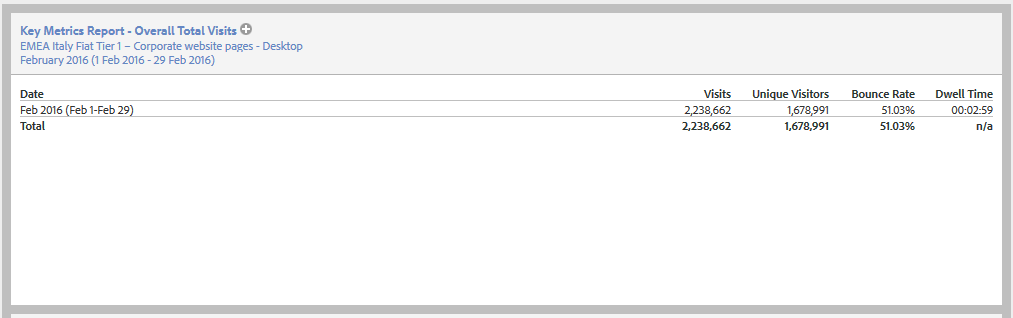 Key Metrics Report - Overall Total Visits
EMEA Italy Fiat Tier 1 – Corporate website pages - Desktop
February 2016 (1 Feb 2016 - 29 Feb 2016)
Date Visits Unique Visitors Bounce Rate Dwell Time
Feb 2016 (Feb 1-Feb 29) 2,238,662 1,678,991 51.03% 00:02:59
Total 2,238,662 1,678,991 51.03% n/a